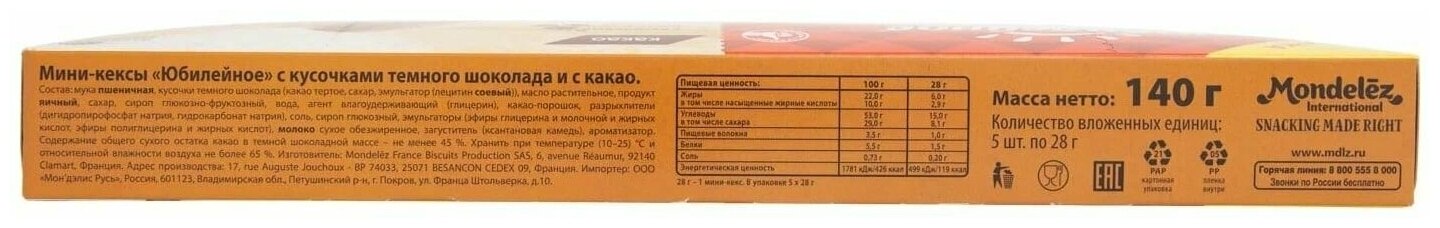 какао
Мини-кексы «Юбилейное» с кусочками темного шоколада и с какао.
Состав: мука пшеничная, кусочки темного шоколада (какао тертое, сахар, эмульгатор (лецитин соевый)), масло растительное, продукт
яичный, сахар, сироп глюкозно-фруктозный, вода, агент влагоудерживающий (глицерин), какао-порошок, разрыхлители
(дигидропирофосфат натрия, гидрокарбонат натрия), соль, сироп глюкозный, эмульгаторы (эфиры глицерина и молочной и жирных
кислот, эфиры полиглицерина и жирных кислот), молоко сухое обезжиренное, загуститель (ксантановая камедь), ароматизатор.
Содержание общего сухого остатка какао в темной шоколадной массе – не менее 45 %. Хранить при температуре (10–25) °С и
относительной влажности воздуха не более 65 %. Изготовитель: Mondelēz France Biscuits Production SAS, 6, avenue Réaumur, 92140
Clamart, Франция. Адрес производства: 17, rue Auguste Jouchoux - BP 74033, 25071 BESANCON CEDEX 09, Франция. Импортер: ООО
«Мон'дэлис Русь», Россия, 601123, Владимирская обл., Петушинский р-н, г. Покров, ул. Франца Штольверка, д.10.
Пищевая ценность: 100 г 28 г
Жиры 22,0 г 6,0 г
в том числе насыщенные жирные кислоты 10,0 г 2,9 г
Углеводы 53,0 г 15,0 г
в том числе сахара 29,0 г 8,1 г
Пищевые волокна 3,5 г 1,0 г
Белки 5,5 г 1,5 г
Соль 0,73 г 0,20 г
Энергетическая ценность 1781 кДж/426 ккал 499 кДж/119 ккал
28 г – 1 мини-кекс. В упаковке 5 х 28 г
Масса нетто: 140 г
Количество вложенных единиц:
5 шт. по 28 г
EAC
21
PAP
картонная
упаковка
05
PP
пленка
внутри
Mondelēz
International
SNACKING MADE RIGHT
www.mdlz.ru
Горячая линия: 8 800 555 8 000
Звонки по России бесплатно